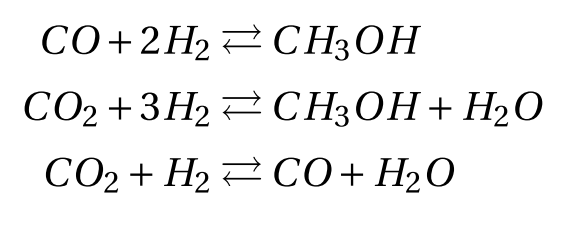 CO + 2H₂ ⇄ CH₃OH
CO₂ + 3H₂ ⇄ CH₃OH + H₂O
CO₂ + H₂ ⇄ CO + H₂O